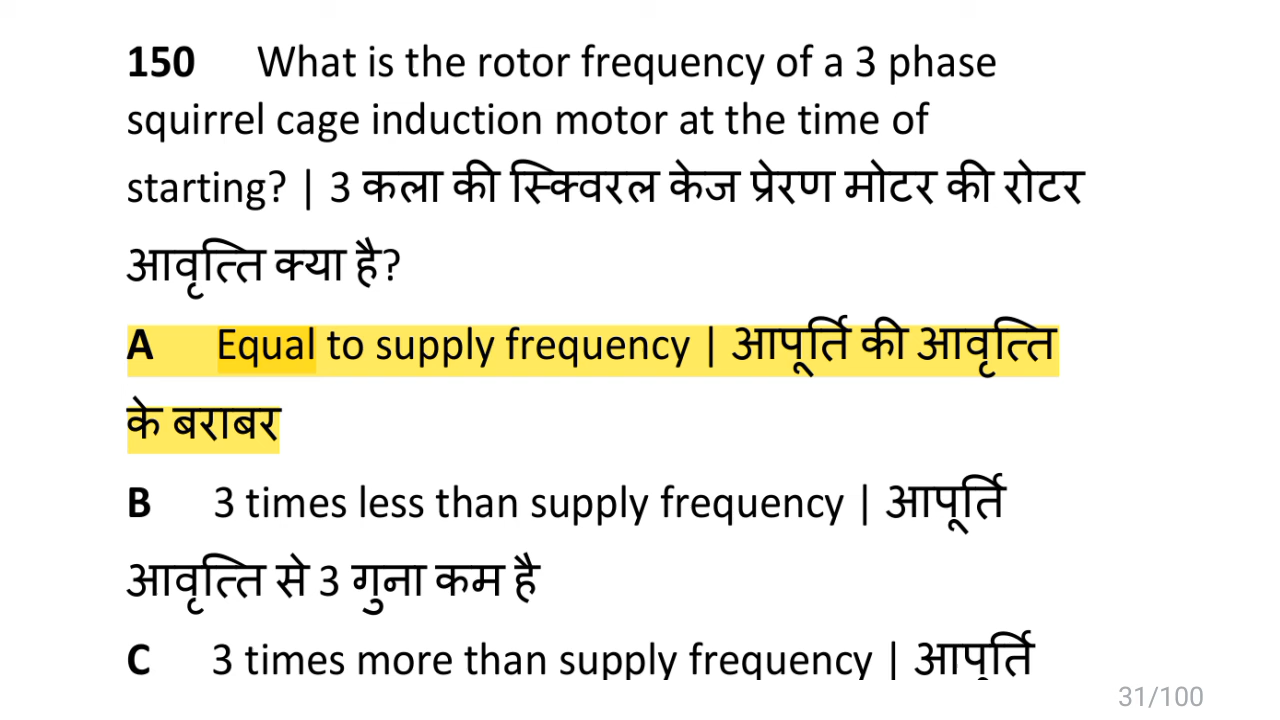 150 What is the rotor frequency of a 3 phase
squirrel cage induction motor at the time of
starting? | 3 कला की स्क्विरल केज प्रेरण मोटर की रोटर
आवृत्ति क्या है?
A Equal to supply frequency | आपूर्ति की आवृत्ति
के बराबर
B 3 times less than supply frequency | आपूर्ति
आवृत्ति से 3 गुना कम है
C 3 times more than supply frequency | आपूर्ति
31/100